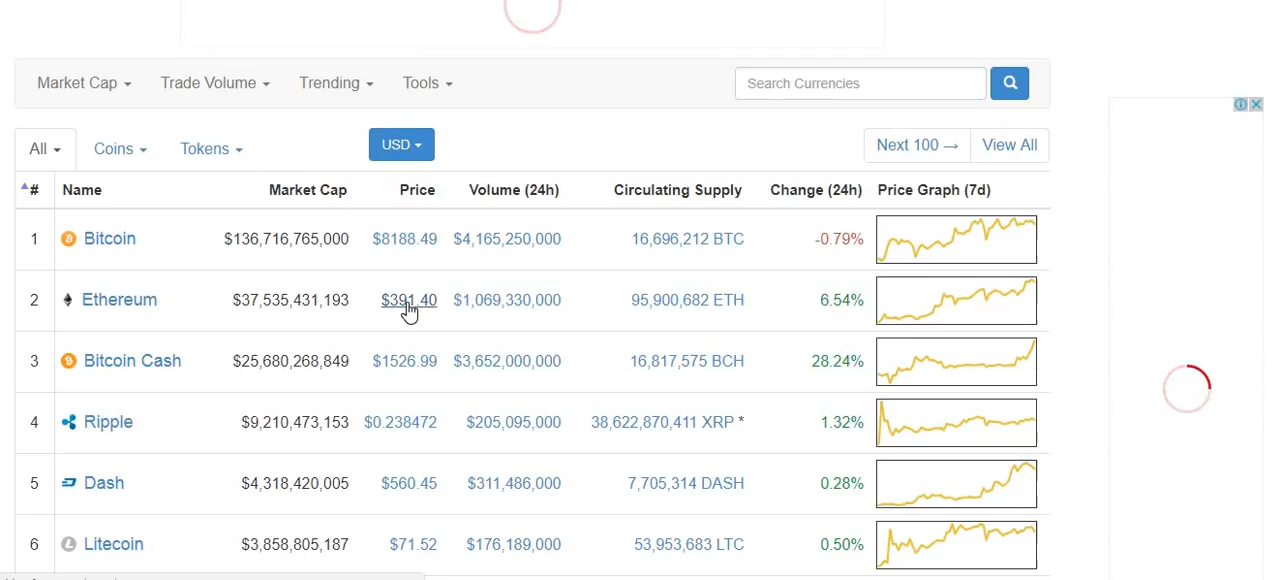 Market Cap Trade Volume Trending Tools Search Currencies
All Coins Tokens USD Next 100 → View All
# Name Market Cap Price Volume (24h) Circulating Supply Change (24h) Price Graph (7d)
1 Bitcoin $136,716,765,000 $8188.49 $4,165,250,000 16,696,212 BTC -0.79%
2 Ethereum $37,535,431,193 $391.40 $1,069,330,000 95,900,682 ETH 6.54%
3 Bitcoin Cash $25,680,268,849 $1526.99 $3,652,000,000 16,817,575 BCH 28.24%
4 Ripple $9,210,473,153 $0.238472 $205,095,000 38,622,870,411 XRP * 1.32%
5 Dash $4,318,420,005 $560.45 $311,486,000 7,705,314 DASH 0.28%
6 Litecoin $3,858,805,187 $71.52 $176,189,000 53,953,683 LTC 0.50%